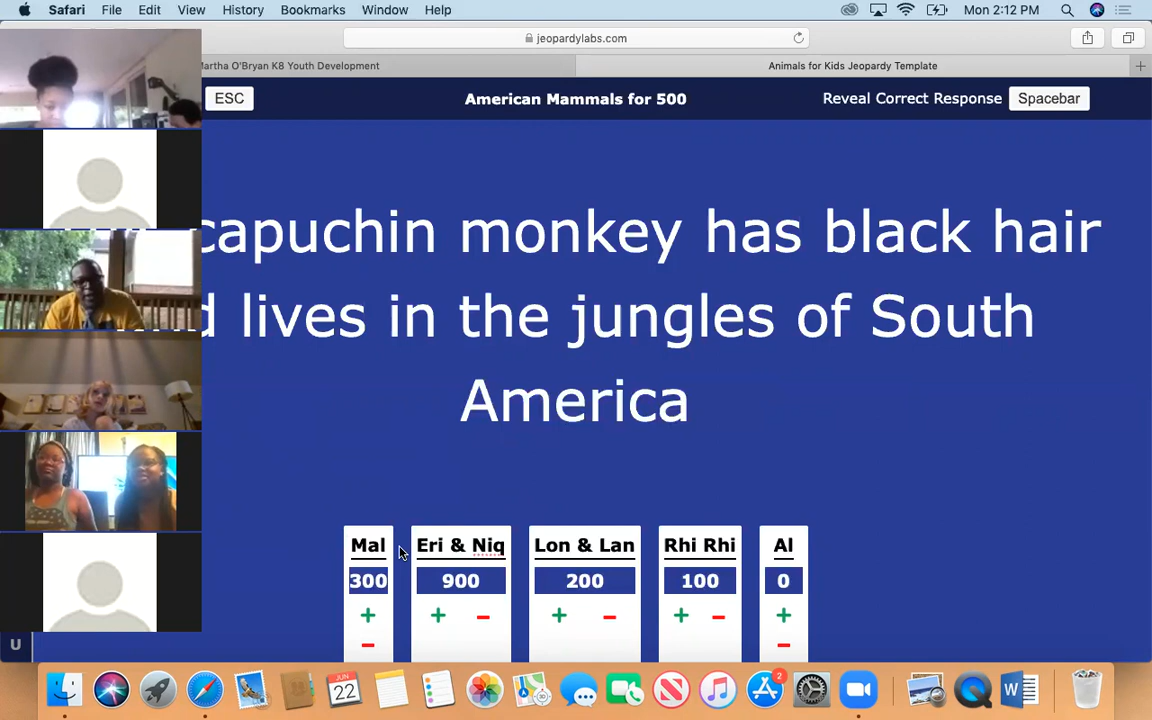 Safari File Edit View History Bookmarks Window Help Mon 2:12 PM
jeopardylabs.com
Martha O'Bryan K8 Youth Development Animals for Kids Jeopardy Template
ESC American Mammals for 500 Reveal Correct Response Spacebar
capuchin monkey has black hair
lives in the jungles of South
America
Mal Eri & Niq Lon & Lan Rhi Rhi Al
300 900 200 100 0
+ + − + − + − +
− −
U
JUN 22 2 W